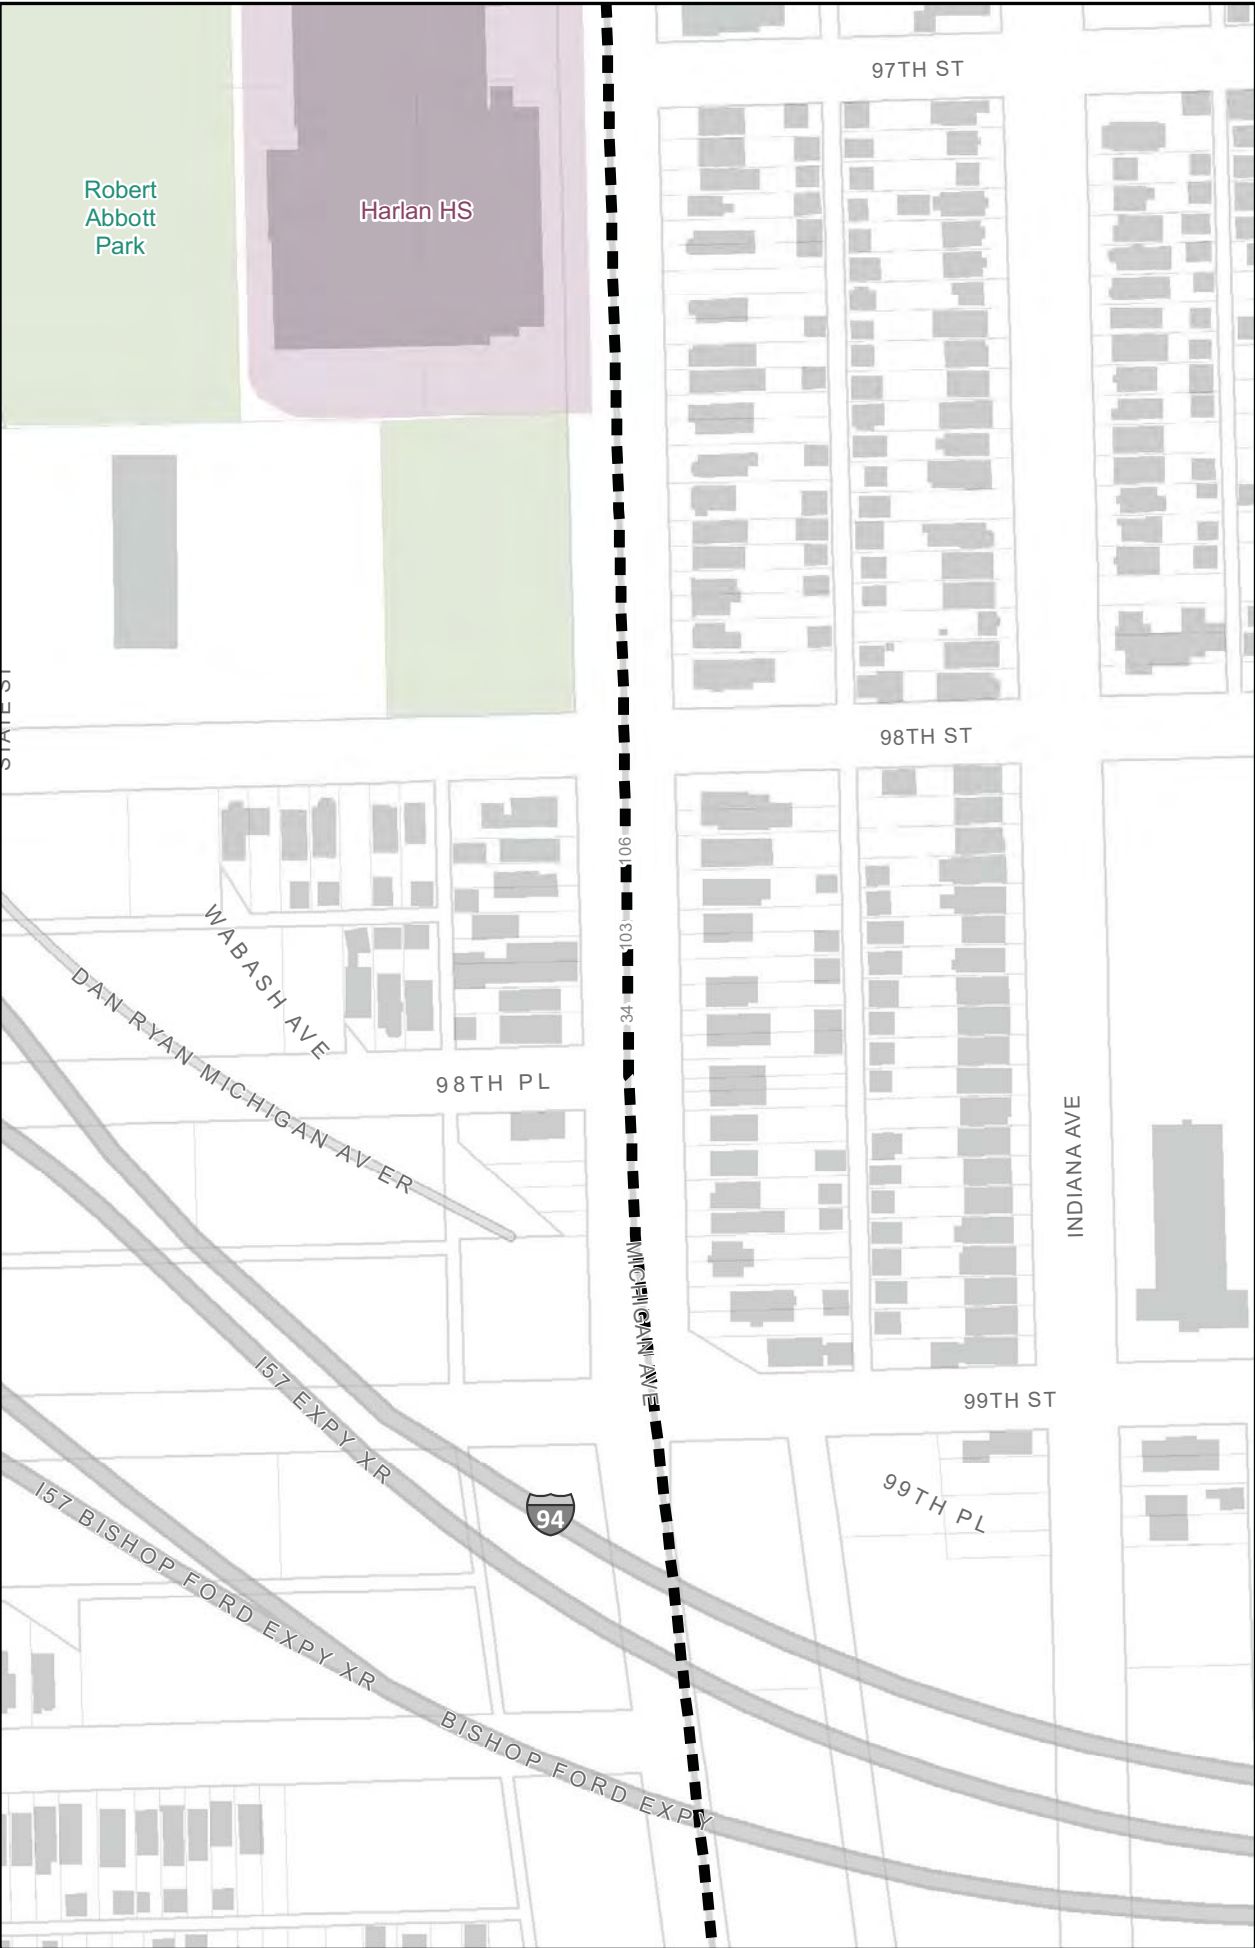 97TH ST
Robert
Abbott
Park
Harlan HS
STATE ST
98TH ST
106
103
34
WABASH AVE
DAN RYAN MICHIGAN AV ER
98TH PL
INDIANA AVE
MICHIGAN AVE
I57 EXPY XR
99TH ST
94
99TH PL
I57 BISHOP FORD EXPY XR
BISHOP FORD EXPY